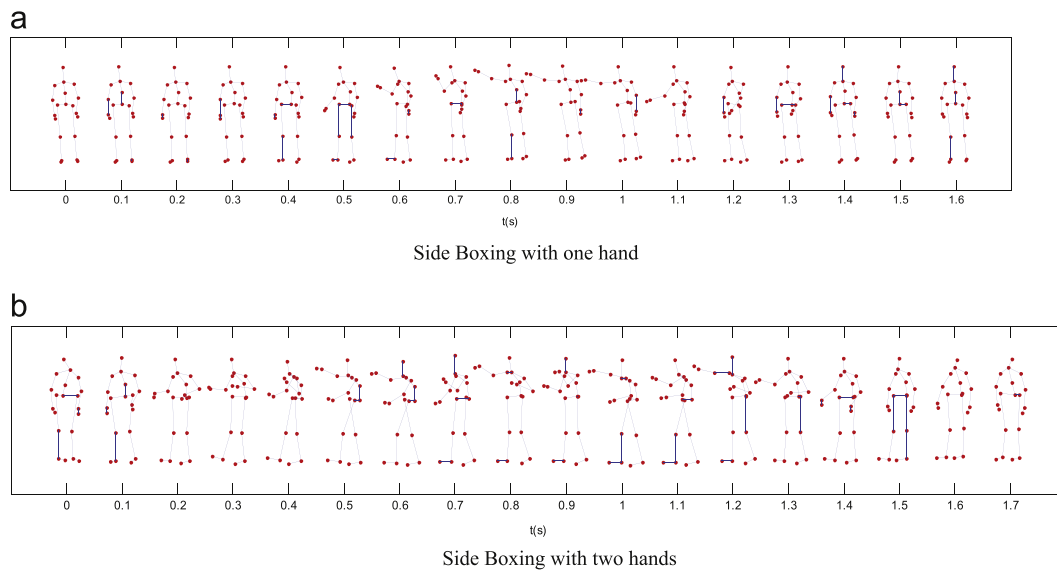 a
0 0.1 0.2 0.3 0.4 0.5 0.6 0.7 0.8 0.9 1 1.1 1.2 1.3 1.4 1.5 1.6
t(s)
Side Boxing with one hand
b
0 0.1 0.2 0.3 0.4 0.5 0.6 0.7 0.8 0.9 1 1.1 1.2 1.3 1.4 1.5 1.6 1.7
t(s)
Side Boxing with two hands